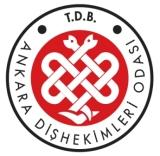 T.D.B.
ANKARA DİŞHEKİMLERİ ODASI